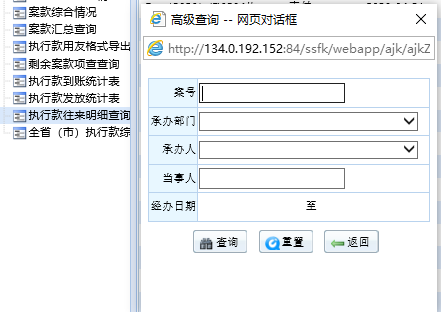 案款综合情况
案款汇总查询
执行款用友格式导出
剩余案款项查查询
执行款到账统计表
执行款发放统计表
执行款往来明细查询
全省（市）执行款综
高级查询 -- 网页对话框
http://134.0.192.152:84/ssfk/webapp/ajk/ajkZ
案号
承办部门
承办人
当事人
经办日期 至
查询 重置 返回